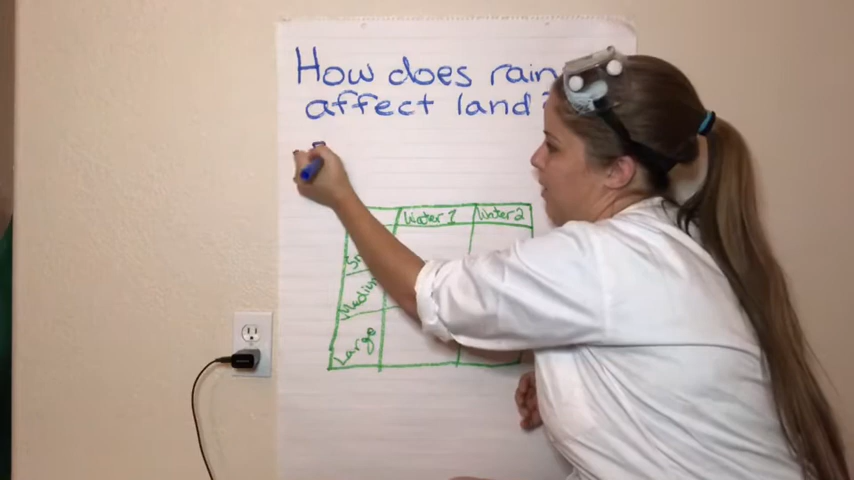 How does rain
affect land?
Water 1 Water 2
Medium
Large